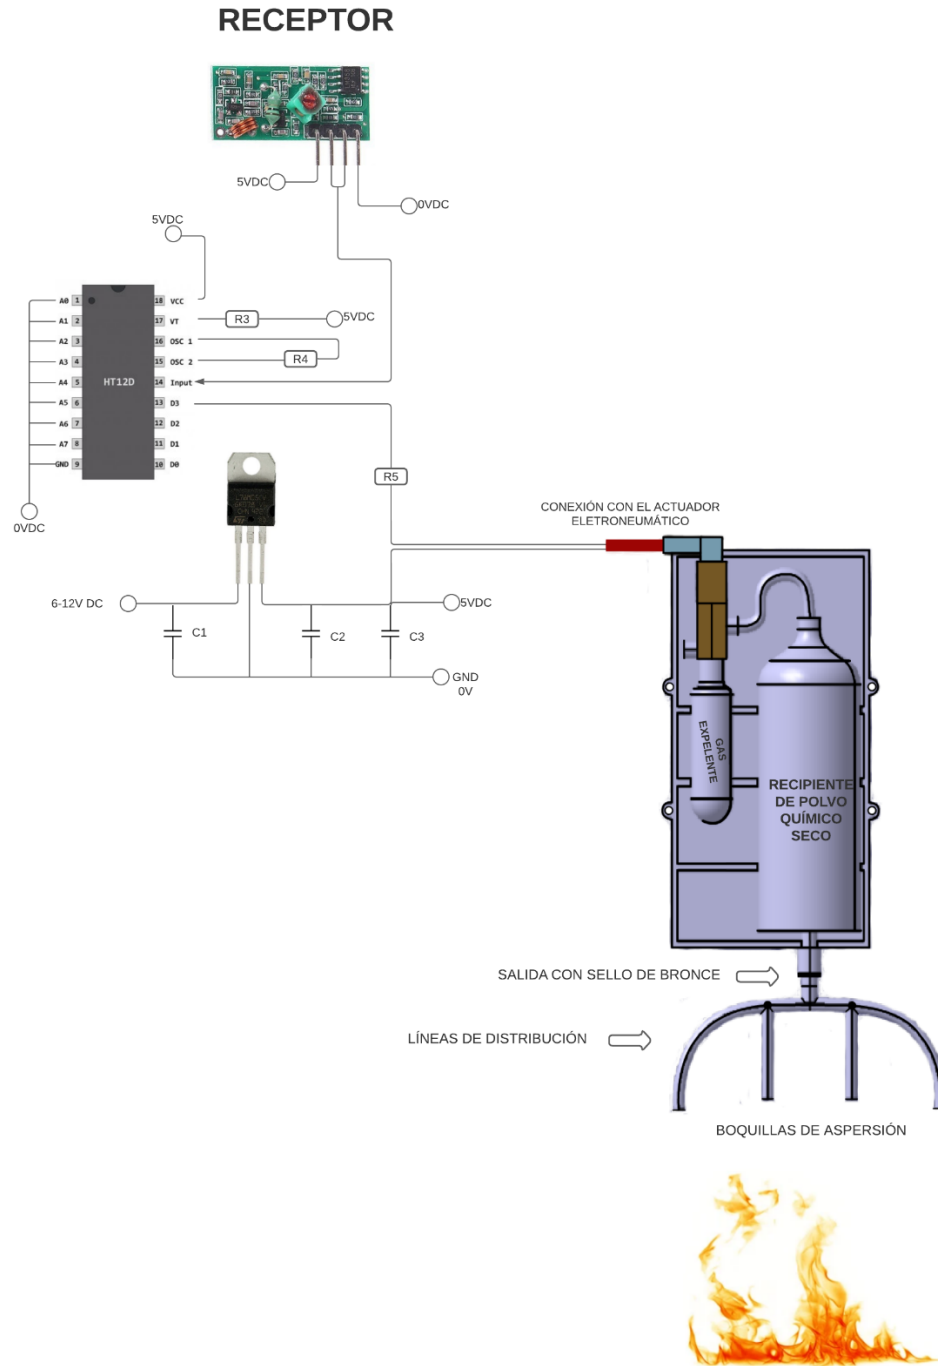 RECEPTOR
5VDC
0VDC
5VDC
A0 1
18 VCC
A1 2
17 VT
R3
5VDC
A2 3
16 OSC 1
A3 4
15 OSC 2
R4
A4 5
HT12D
14 Input
A5 6
13 D3
A6 7
12 D2
A7 8
11 D1
GND 9
10 D0
R5
0VDC
CONEXIÓN CON EL ACTUADOR
ELETRONEUMÁTICO
6-12V DC
5VDC
C1
C2
C3
GND
0V
GAS
EXPELENTE
RECIPIENTE
DE POLVO
QUÍMICO
SECO
SALIDA CON SELLO DE BRONCE
LÍNEAS DE DISTRIBUCIÓN
BOQUILLAS DE ASPERSIÓN